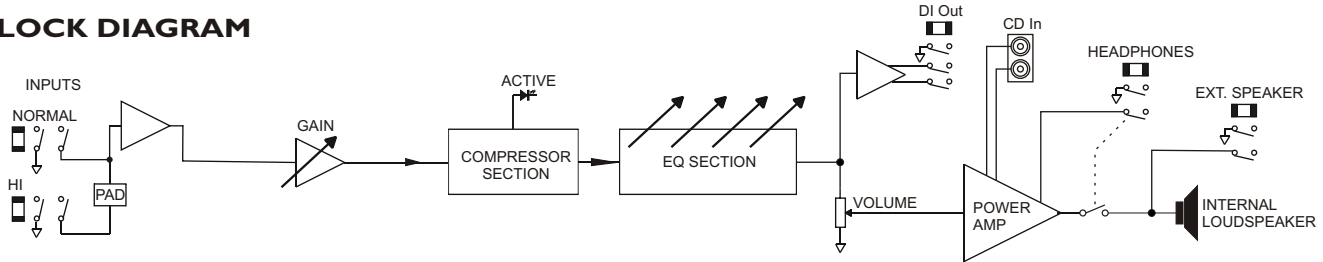 LOCK DIAGRAM
INPUTS
NORMAL
HI
PAD
GAIN
ACTIVE
COMPRESSOR
SECTION
EQ SECTION
DI Out
CD In
VOLUME
POWER
AMP
HEADPHONES
EXT. SPEAKER
INTERNAL
LOUDSPEAKER